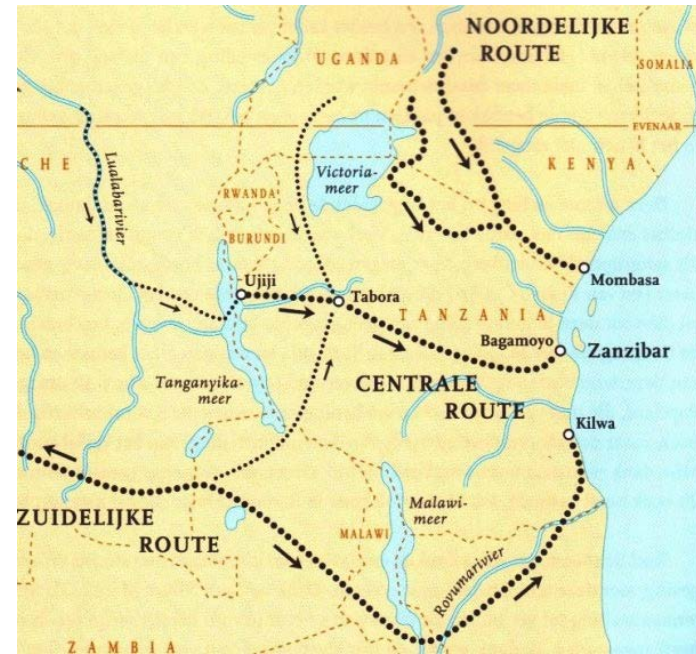 NOORDELIJKE
ROUTE
UGANDA
SOMALIA
EVENAAR
CHE
KENYA
Lualabarivier
Victoria-
meer
RWANDA
BURUNDI
Ujiji
Tabora
Mombasa
TANZANIA
Bagamoyo
Zanzibar
Tanganyika-
meer
CENTRALE
ROUTE
Kilwa
ZUIDELIJKE
ROUTE
MALAWI
Malawi-
meer
Rovumarivier
ZAMBIA